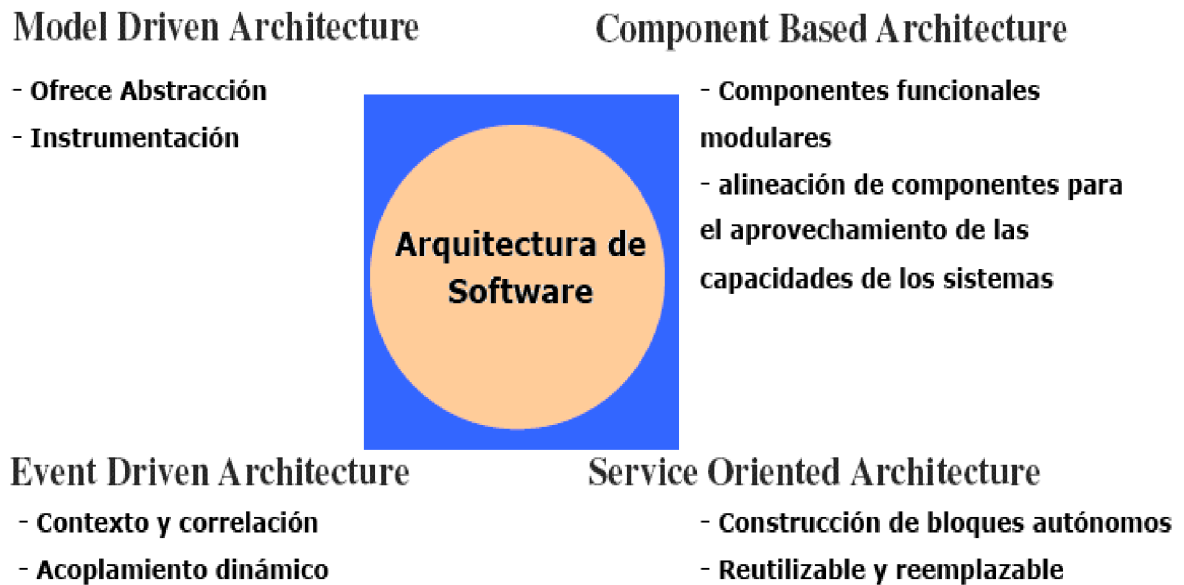 Model Driven Architecture
- Ofrece Abstracción
- Instrumentación
Component Based Architecture
- Componentes funcionales
modulares
- alineación de componentes para
el aprovechamiento de las
capacidades de los sistemas
Arquitectura de
Software
Event Driven Architecture
- Contexto y correlación
- Acoplamiento dinámico
Service Oriented Architecture
- Construcción de bloques autónomos
- Reutilizable y reemplazable